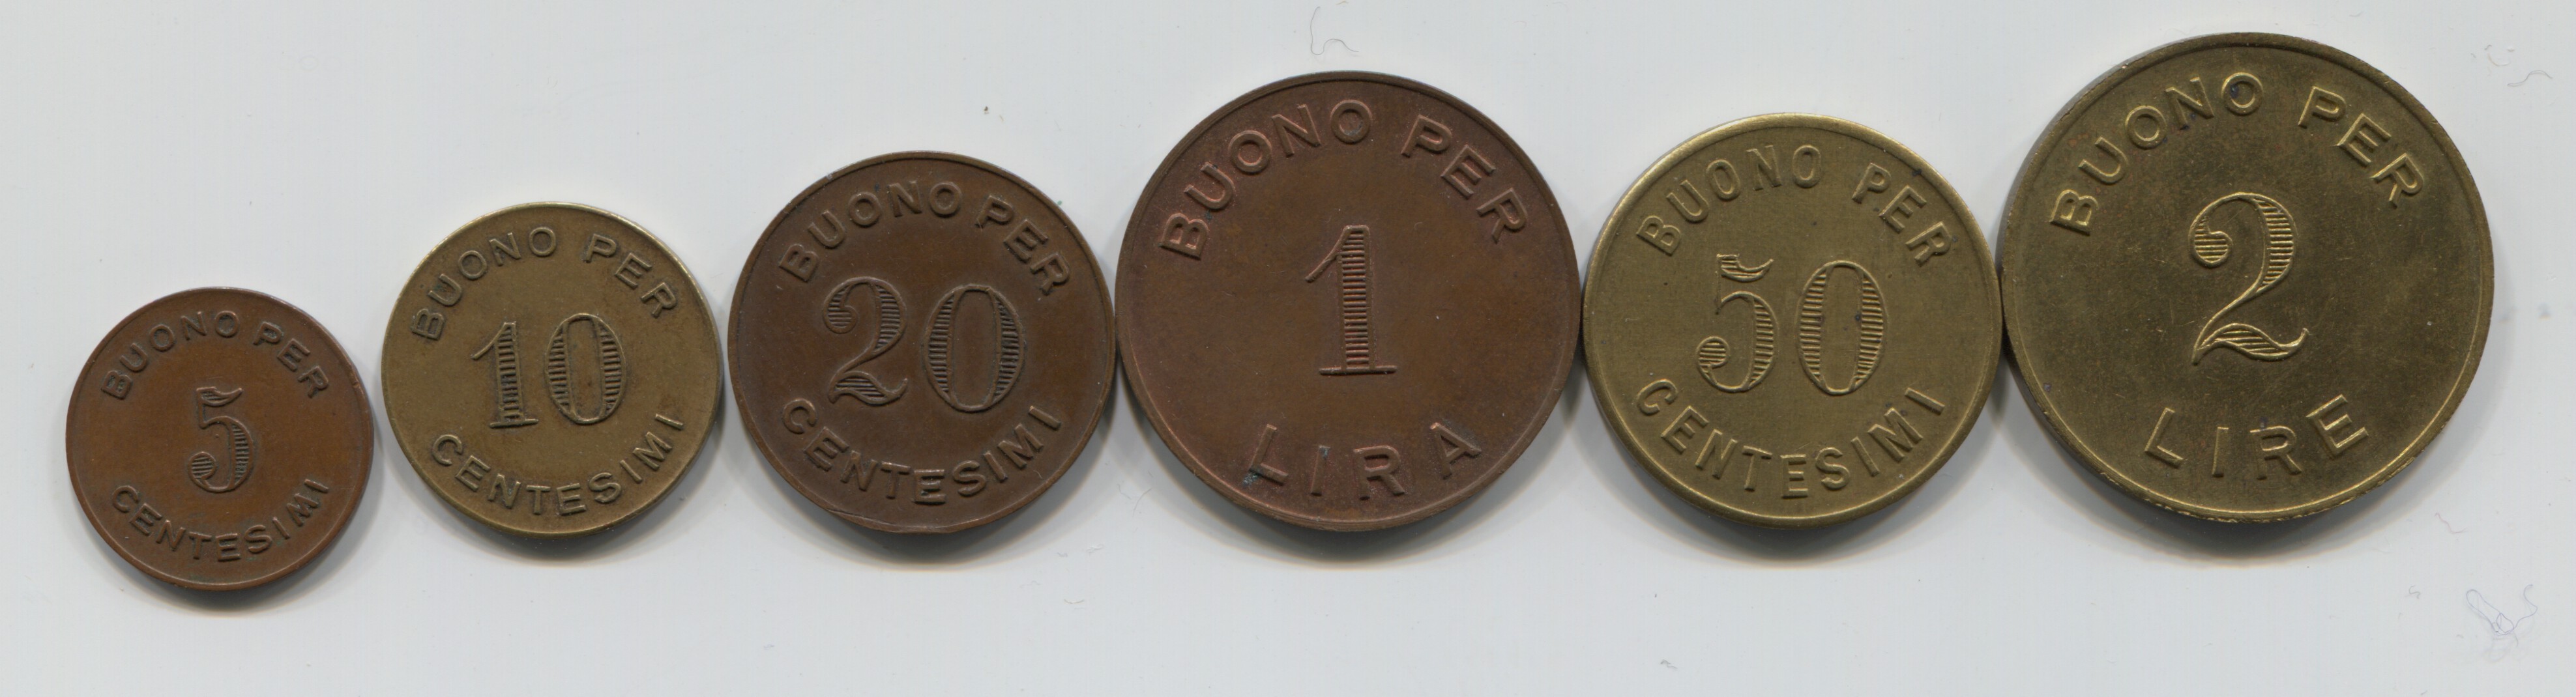 BUONO PER
5
CENTESIMI
BUONO PER
10
CENTESIMI
BUONO PER
20
CENTESIMI
BUONO PER
1
LIRA
BUONO PER
50
CENTESIMI
BUONO PER
2
LIRE